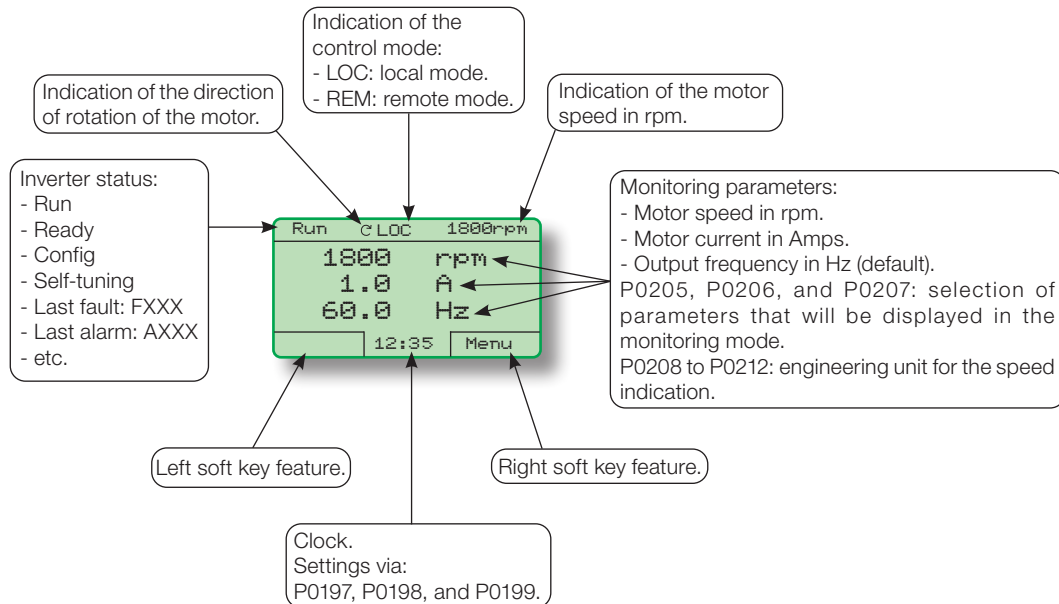 Indication of the
control mode:
- LOC: local mode.
- REM: remote mode.
Indication of the direction
of rotation of the motor.
Indication of the motor
speed in rpm.
Inverter status:
- Run
- Ready
- Config
- Self-tuning
- Last fault: FXXX
- Last alarm: AXXX
- etc.
Run LOC 1800rpm
1800 rpm
1.0 A
60.0 Hz
12:35 Menu
Monitoring parameters:
- Motor speed in rpm.
- Motor current in Amps.
- Output frequency in Hz (default).
P0205, P0206, and P0207: selection of
parameters that will be displayed in the
monitoring mode.
P0208 to P0212: engineering unit for the speed
indication.
Left soft key feature.
Right soft key feature.
Clock.
Settings via:
P0197, P0198, and P0199.